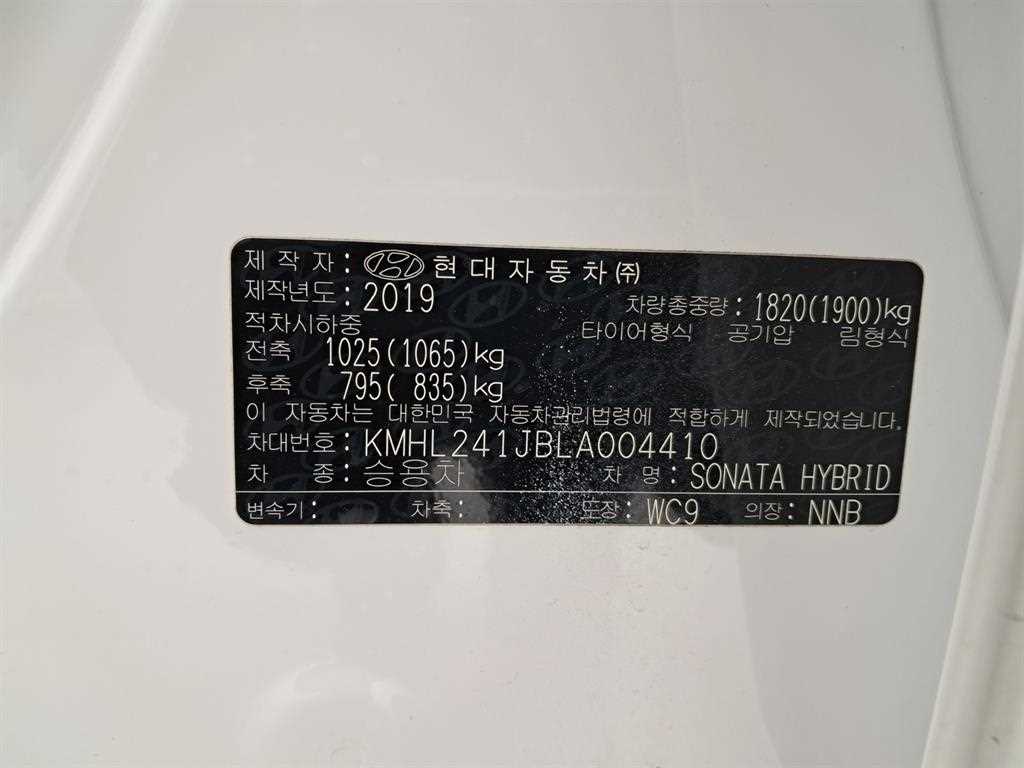 제 작 자 : 현대자동차㈜
제작년도 : 2019 차량총중량 : 1820(1900)kg
적차시하중 타이어형식 공기압 림형식
전축 1025(1065)kg
후축 795( 835)kg
이 자동차는 대한민국 자동차관리법령에 적합하게 제작되었습니다.
차대번호 : KMHL241JBLA004410
차 종 : 승용차 차 명 : SONATA HYBRID
변속기 : 차축 : 도장 : WC9 의장 : NNB